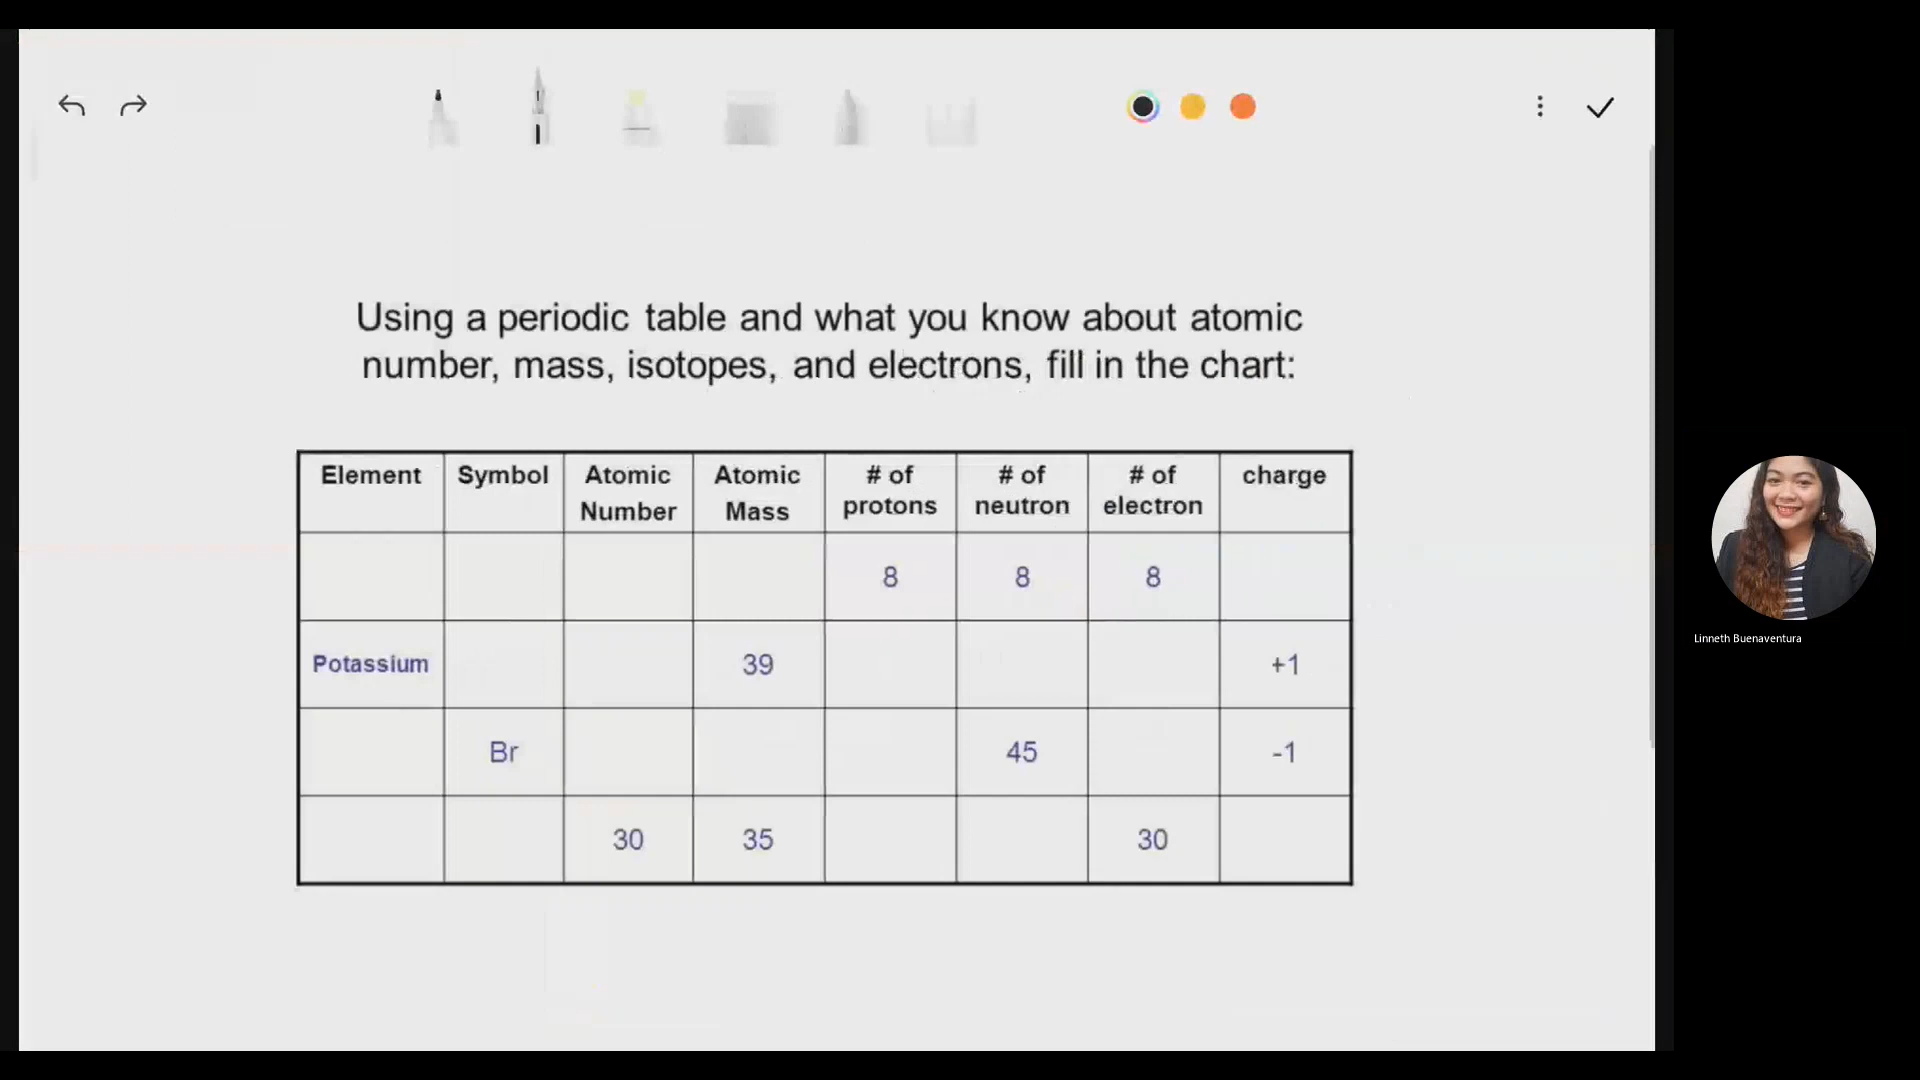 Using a periodic table and what you know about atomic
number, mass, isotopes, and electrons, fill in the chart:
Element Symbol Atomic Number Atomic Mass # of protons # of neutron # of electron charge
8 8 8
Potassium 39 +1
Br 45 -1
30 35 30
Linneth Buenaventura